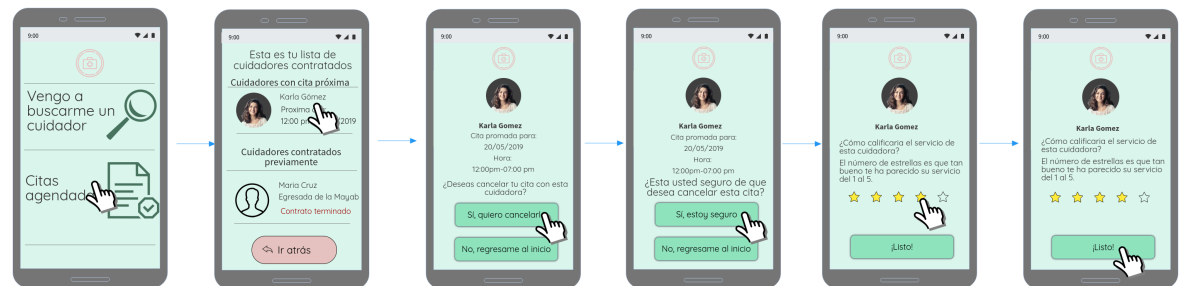 9:00
Vengo a
buscarme un
cuidador
Citas
agendad
9:00
Esta es tu lista de
cuidadores contratados
Cuidadores con cita próxima
Karla Gómez
Proxima
12:00 pm /2019
Cuidadores contratados
previamente
Maria Cruz
Egresada de la Mayab
Contrato terminado
Ir atrás
9:00
Karla Gomez
Cita promada para:
20/05/2019
Hora:
12:00pm-07:00 pm
¿Deseas cancelar tu cita con esta
cuidadora?
Sí, quiero cancelarl
No, regresame al inicio
9:00
Karla Gomez
Cita promada para:
20/05/2019
Hora:
12:00pm-07:00 pm
¿Esta usted seguro de que
desea cancelar esta cita?
Sí, estoy seguro
No, regresame al inicio
9:00
Karla Gomez
¿Cómo calificaria el servicio de
esta cuidadora?
El número de estrellas es que tan
bueno te ha parecido su servicio
del 1 al 5.
¡Listo!
9:00
Karla Gomez
¿Cómo calificaria el servicio de
esta cuidadora?
El número de estrellas es que tan
bueno te ha parecido su servicio
del 1 al 5.
¡Listo!